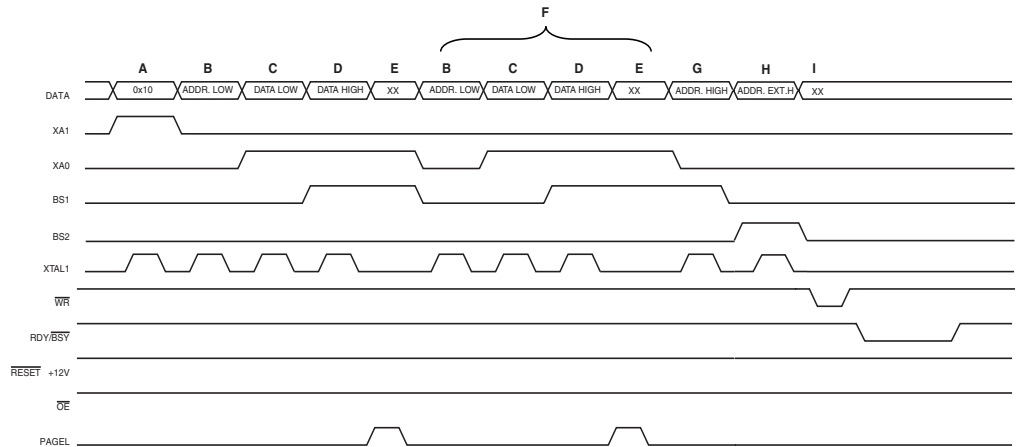 F
A B C D E B C D E G H I
DATA 0x10 ADDR. LOW DATA LOW DATA HIGH XX ADDR. LOW DATA LOW DATA HIGH XX ADDR. HIGH ADDR. EXT.H XX
XA1
XA0
BS1
BS2
XTAL1
WR
RDY/BSY
RESET +12V
OE
PAGEL